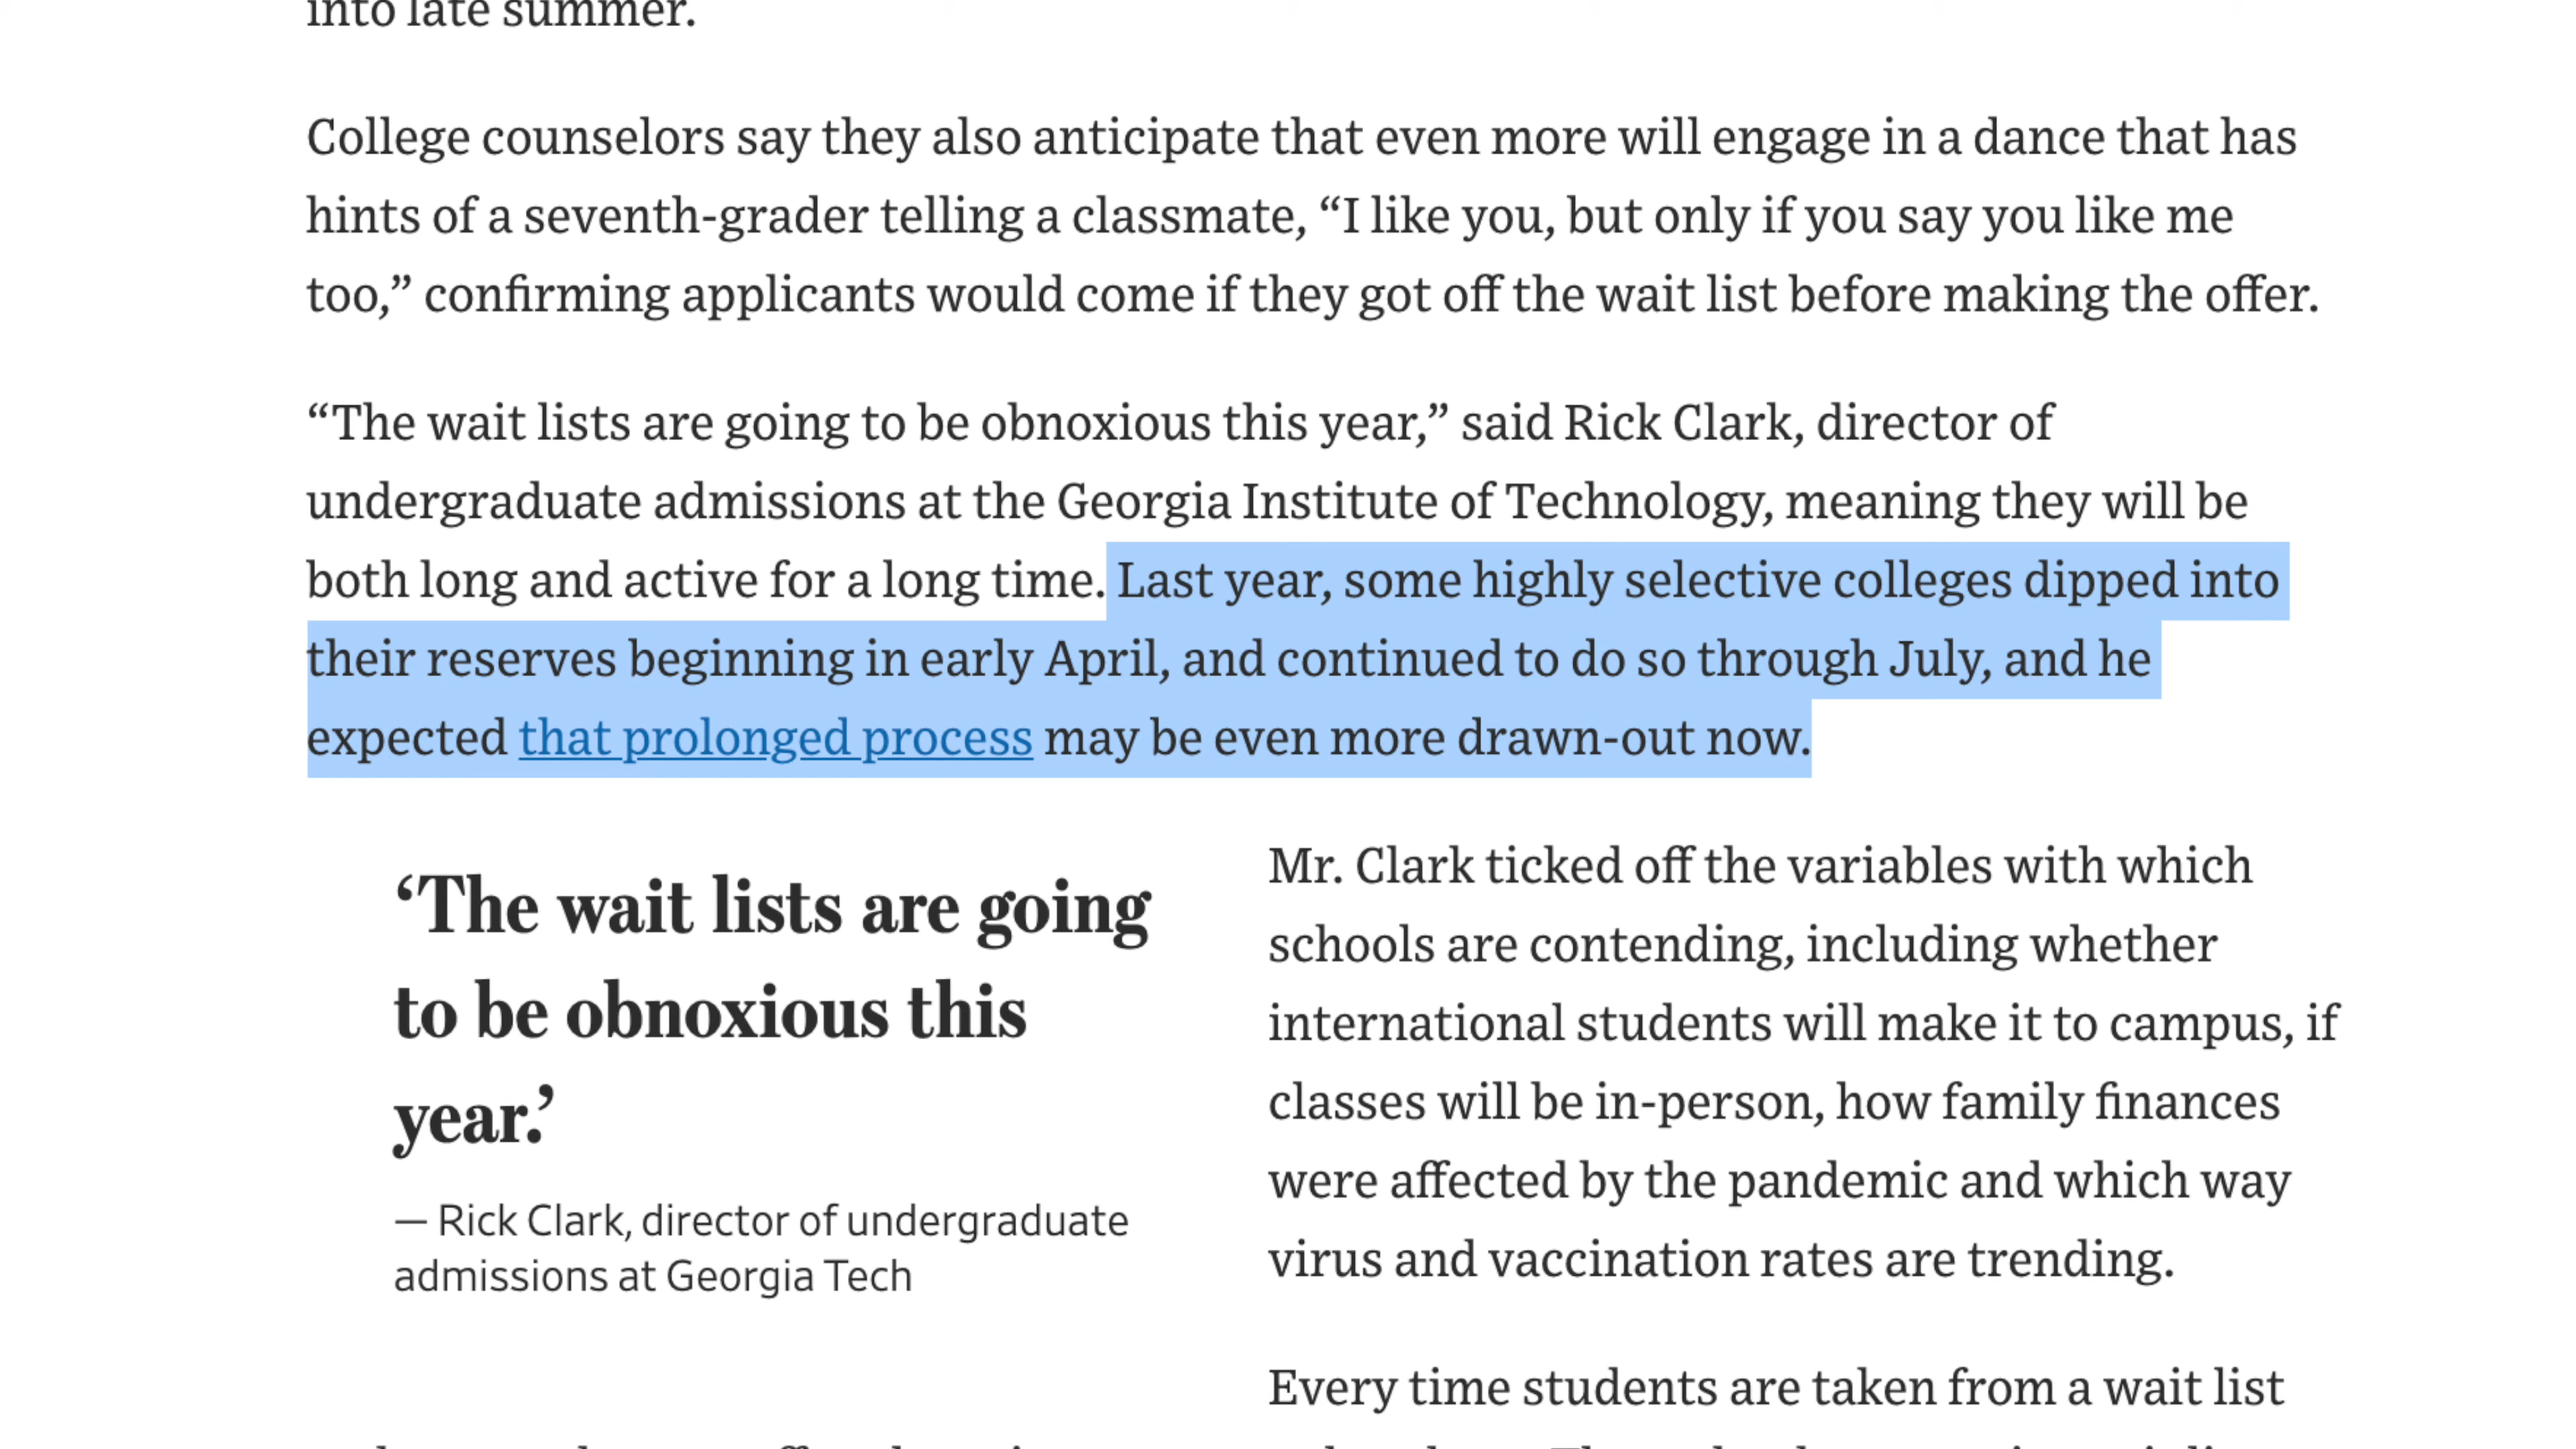 into late summer.
College counselors say they also anticipate that even more will engage in a dance that has
hints of a seventh-grader telling a classmate, “I like you, but only if you say you like me
too,” confirming applicants would come if they got off the wait list before making the offer.
“The wait lists are going to be obnoxious this year,” said Rick Clark, director of
undergraduate admissions at the Georgia Institute of Technology, meaning they will be
both long and active for a long time. Last year, some highly selective colleges dipped into
their reserves beginning in early April, and continued to do so through July, and he
expected that prolonged process may be even more drawn-out now.
‘The wait lists are going
to be obnoxious this
year.’
— Rick Clark, director of undergraduate
admissions at Georgia Tech
Mr. Clark ticked off the variables with which
schools are contending, including whether
international students will make it to campus, if
classes will be in-person, how family finances
were affected by the pandemic and which way
virus and vaccination rates are trending.
Every time students are taken from a wait list